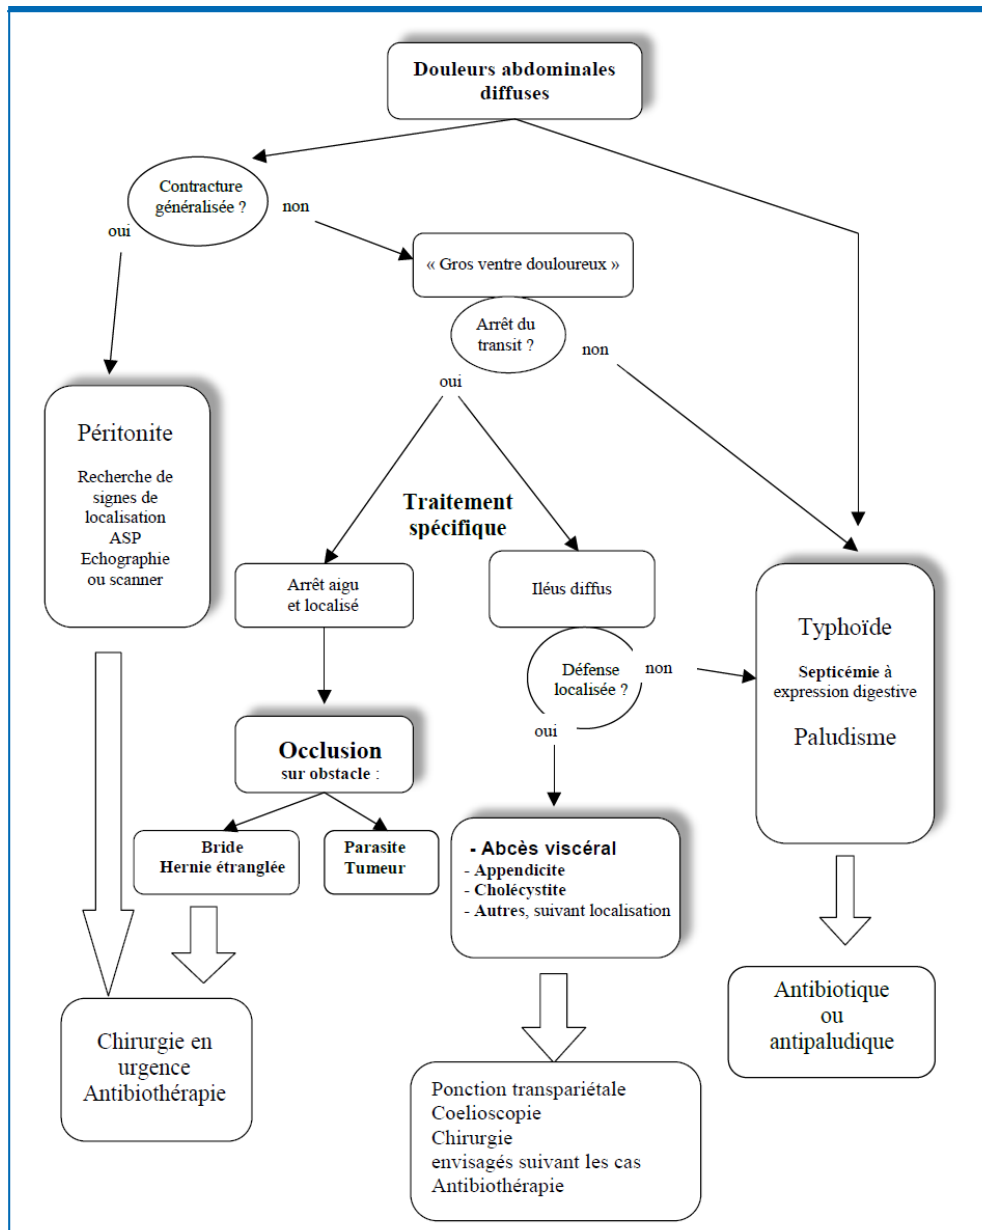 Douleurs abdominales
diffuses
Contracture
généralisée ?
non
oui
« Gros ventre douloureux »
Arrêt du
transit ?
non
oui
Péritonite
Recherche de
signes de
localisation
ASP
Echographie
ou scanner
Traitement
spécifique
Arrêt aigu
et localisé
Iléus diffus
Typhoïde
Septicémie à
expression digestive
Paludisme
Défense
localisée ?
non
oui
Occlusion
sur obstacle :
Bride
Hernie étranglée
Parasite
Tumeur
- Abcès viscéral
- Appendicite
- Cholécystite
- Autres, suivant localisation
Chirurgie en
urgence
Antibiothérapie
Ponction transpariétale
Coelioscopie
Chirurgie
envisagés suivant les cas
Antibiothérapie
Antibiotique
ou
antipaludique